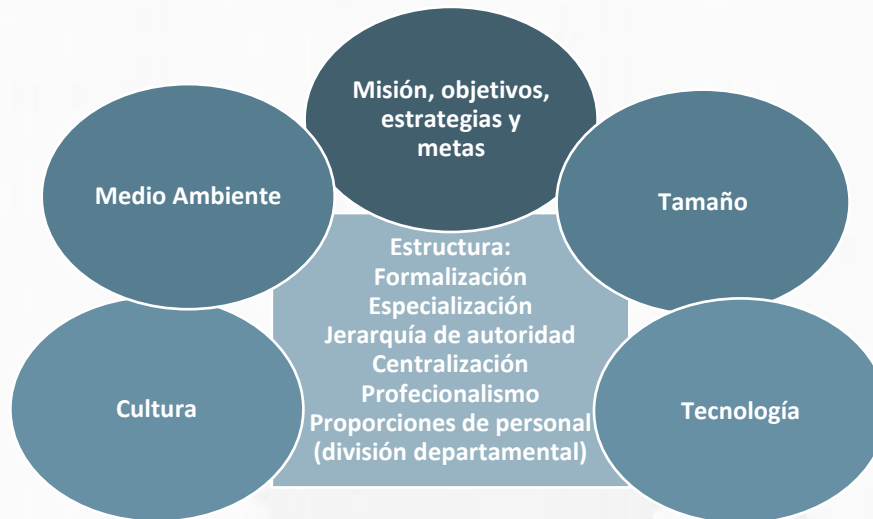 Misión, objetivos,
estrategias y
metas
Medio Ambiente
Tamaño
Estructura:
Formalización
Especialización
Jerarquía de autoridad
Centralización
Profecionalismo
Proporciones de personal
(división departamental)
Cultura
Tecnología